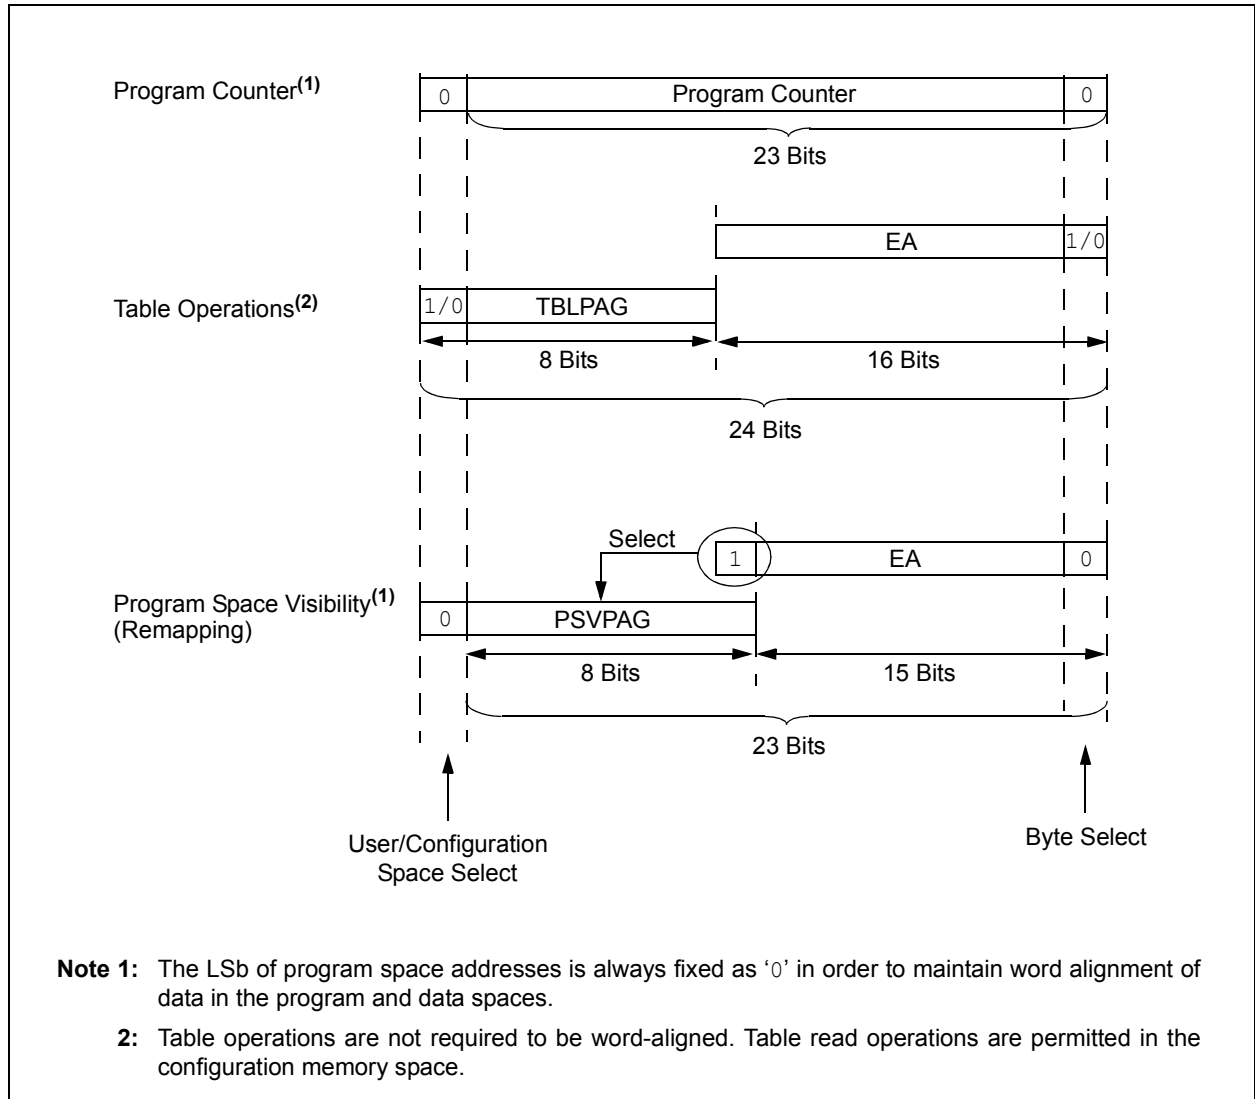 Program Counter(1)
0 Program Counter 0
23 Bits
EA 1/0
Table Operations(2)
1/0 TBLPAG
8 Bits 16 Bits
24 Bits
Select
1 EA 0
Program Space Visibility(1)
(Remapping)
0 PSVPAG
8 Bits 15 Bits
23 Bits
User/Configuration
Space Select
Byte Select
Note 1: The LSb of program space addresses is always fixed as ‘0’ in order to maintain word alignment of
data in the program and data spaces.
2: Table operations are not required to be word-aligned. Table read operations are permitted in the
configuration memory space.